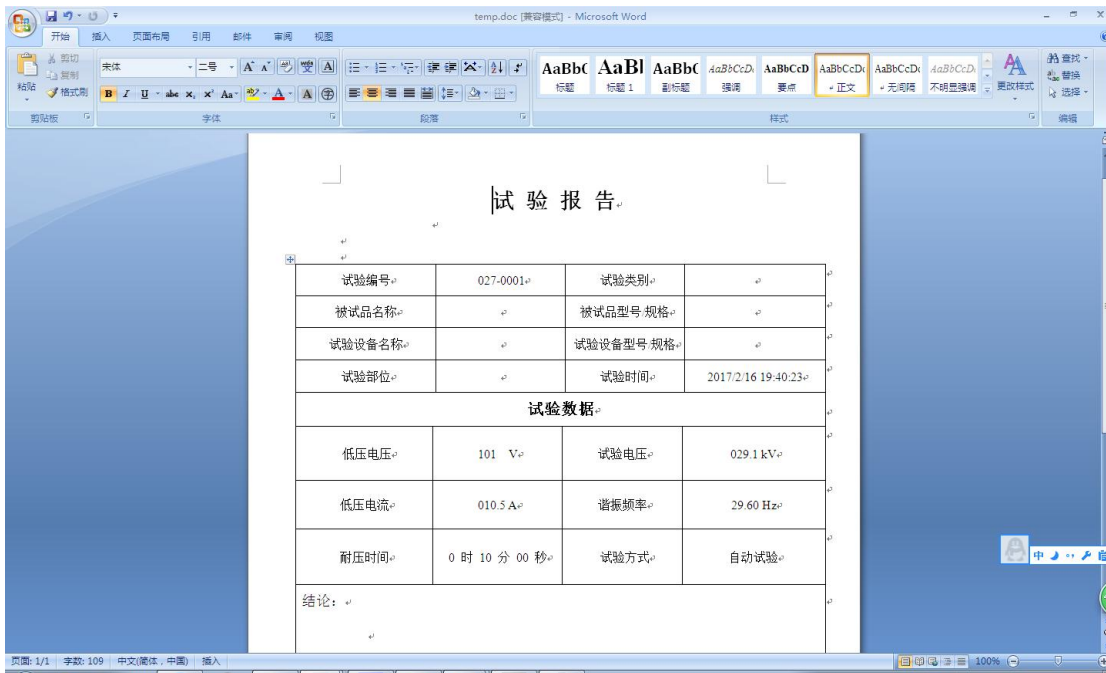 temp.doc [兼容模式] - Microsoft Word
开始 插入 页面布局 引用 邮件 审阅 视图
粘贴
剪切
复制
格式刷
剪贴板
宋体 二号
B I U abc x₂ x² Aa
字体
段落
AaBb( AaBl AaBb( AaBbCcD. AaBbCcD AaBbCcD( AaBbCcD( AaBbCcD.
标题 标题 1 副标题 强调 要点 正文 无间隔 不明显强调
更改样式
样式
查找
替换
选择
编辑
试 验 报 告
试验编号 027-0001 试验类别
被试品名称 被试品型号/规格
试验设备名称 试验设备型号/规格
试验部位 试验时间 2017/2/16 19:40:23
试验数据
低压电压 101 V 试验电压 029.1 kV
低压电流 010.5 A 谐振频率 29.60 Hz
耐压时间 0 时 10 分 00 秒 试验方式 自动试验
结论：
中
页面: 1/1 字数: 109 中文(简体，中国) 插入 100%